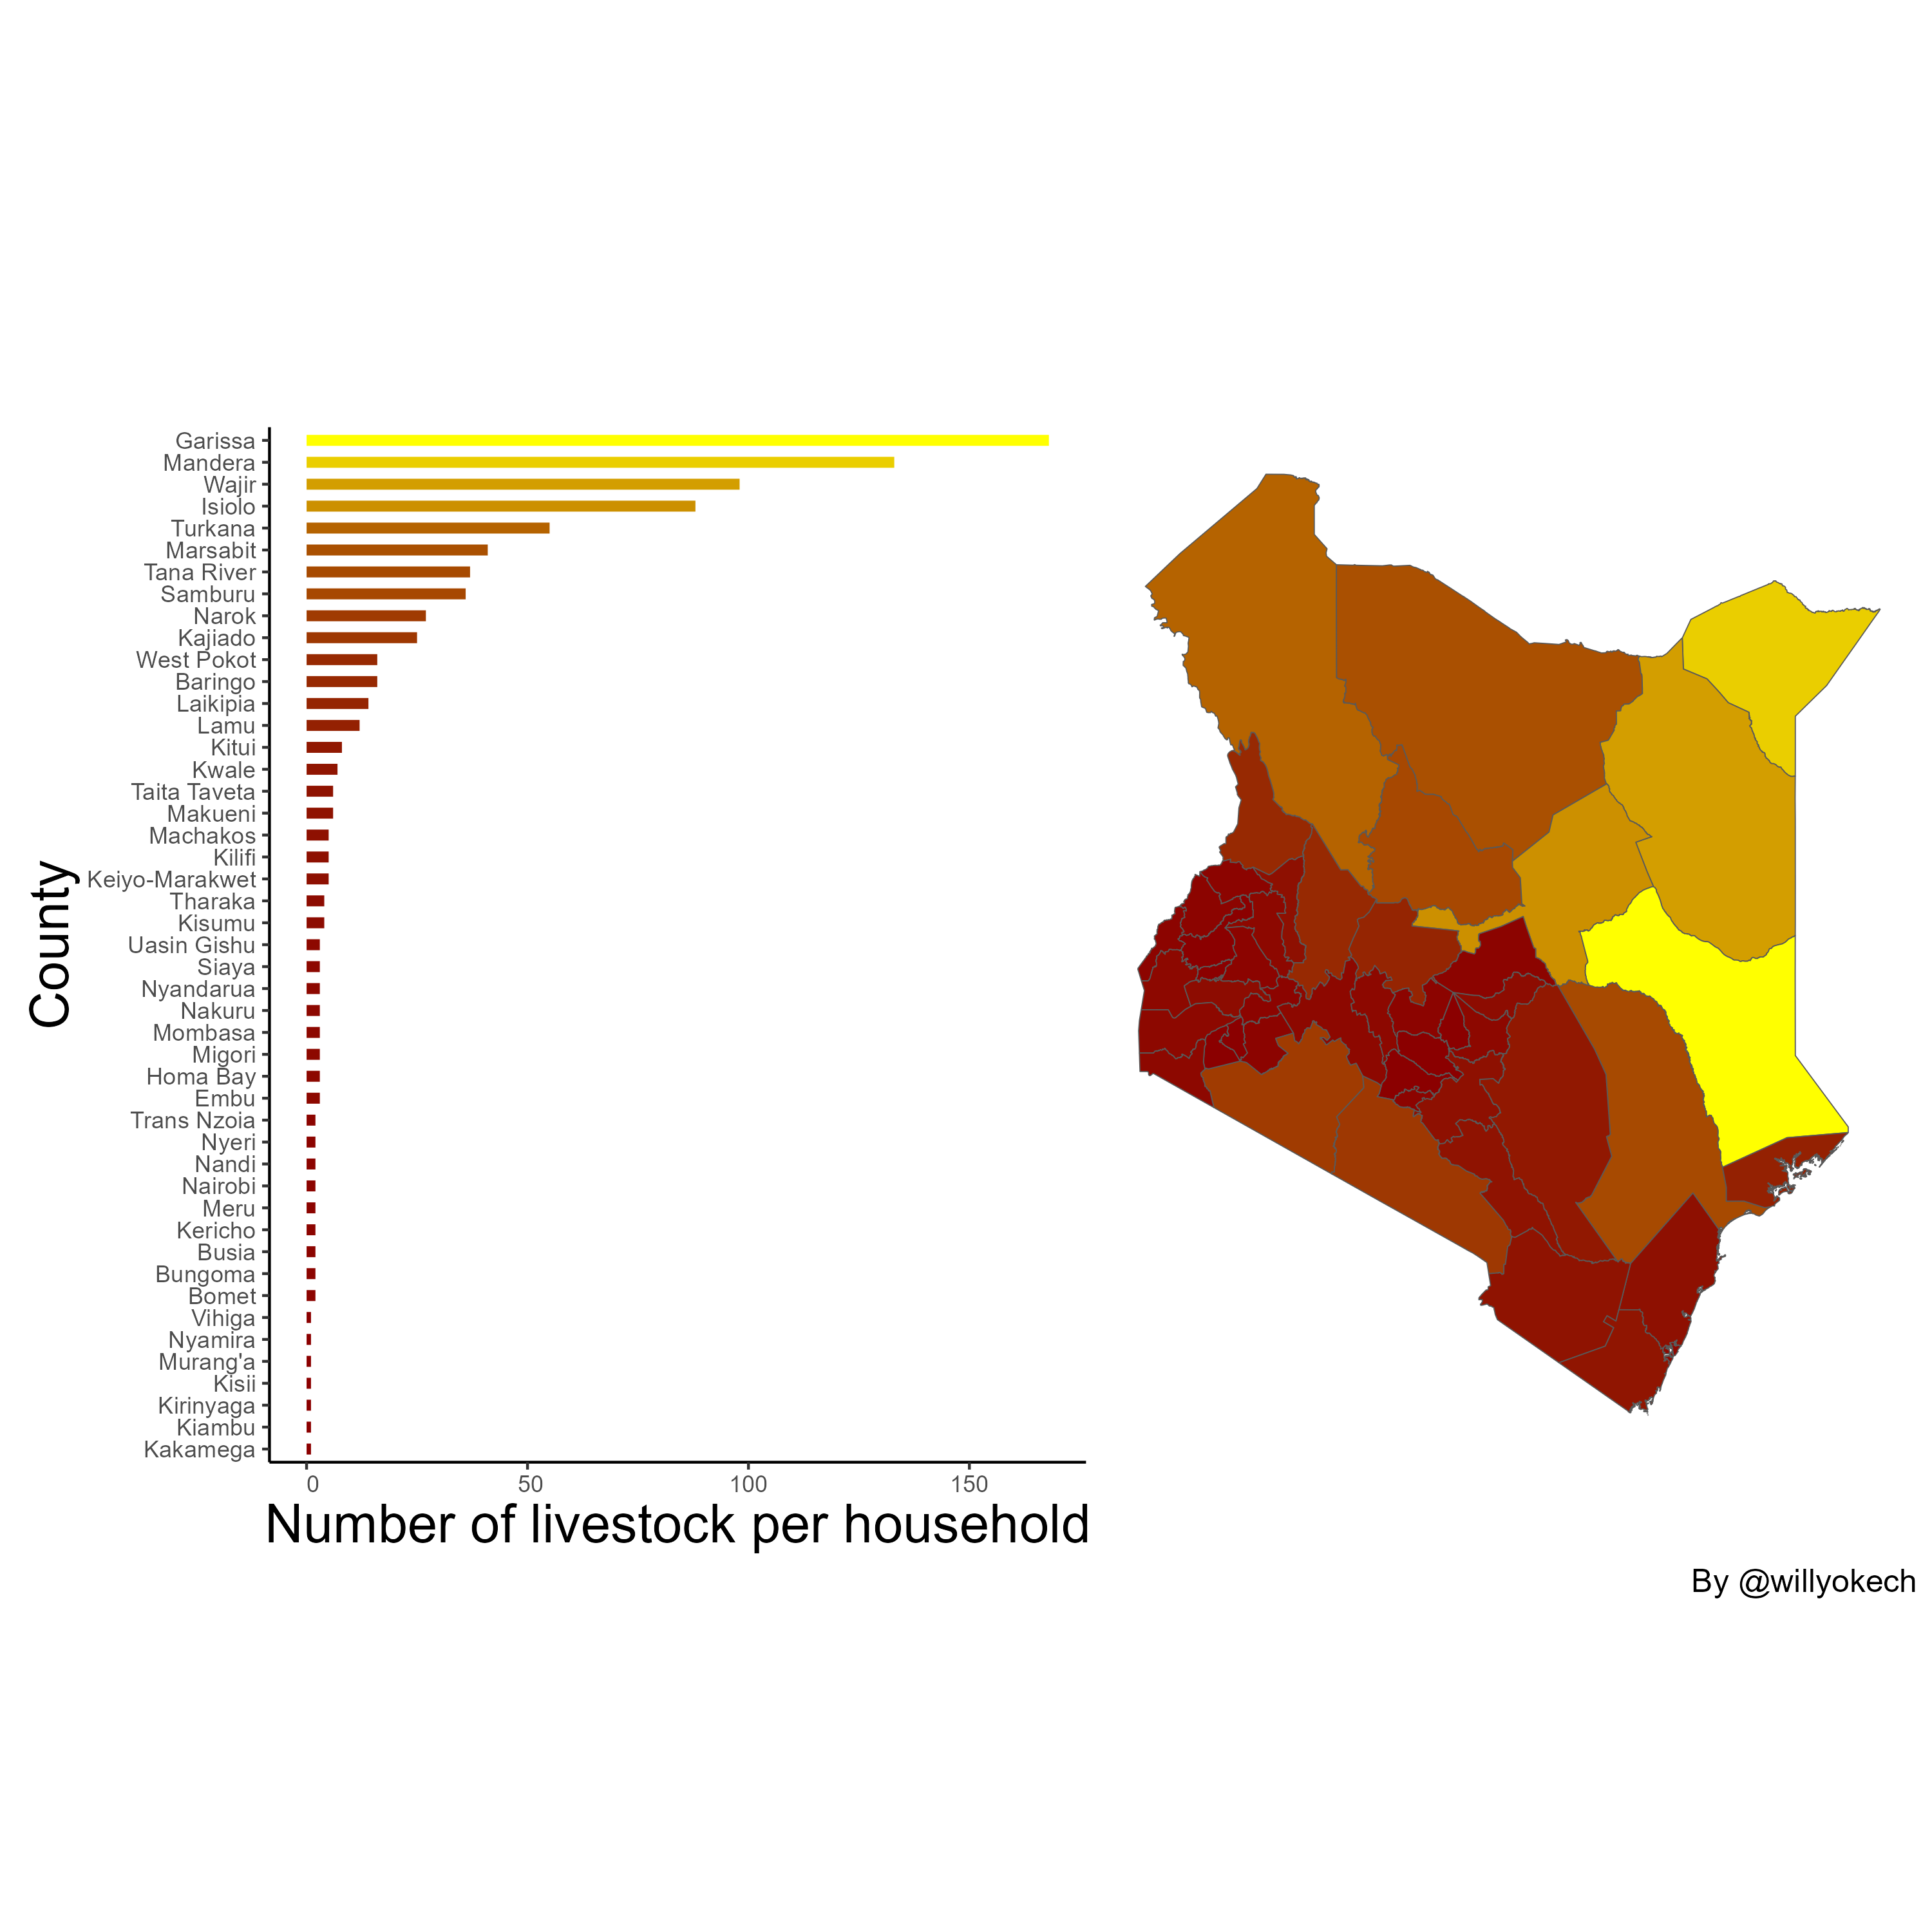 County
Garissa
Mandera
Wajir
Isiolo
Turkana
Marsabit
Tana River
Samburu
Narok
Kajiado
West Pokot
Baringo
Laikipia
Lamu
Kitui
Kwale
Taita Taveta
Makueni
Machakos
Kilifi
Keiyo-Marakwet
Tharaka
Kisumu
Uasin Gishu
Siaya
Nyandarua
Nakuru
Mombasa
Migori
Homa Bay
Embu
Trans Nzoia
Nyeri
Nandi
Nairobi
Meru
Kericho
Busia
Bungoma
Bomet
Vihiga
Nyamira
Murang'a
Kisii
Kirinyaga
Kiambu
Kakamega
0 50 100 150
Number of livestock per household
By @willyokech